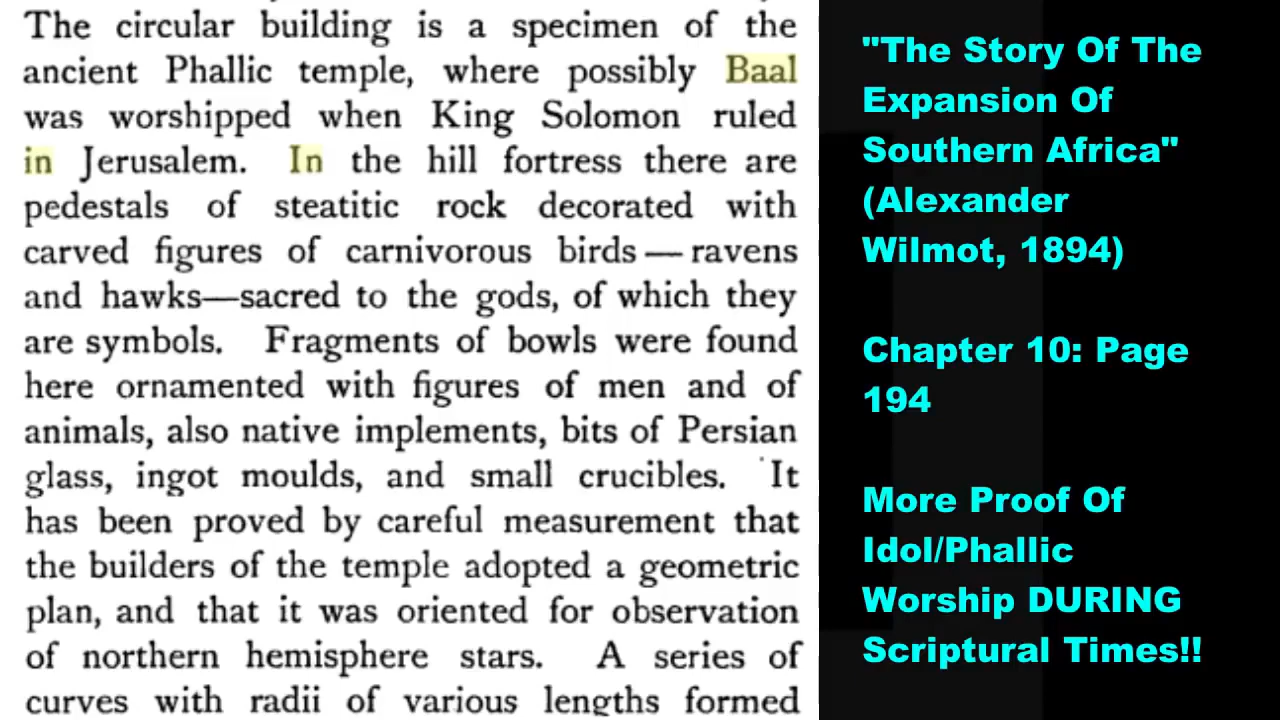 The circular building is a specimen of the
ancient Phallic temple, where possibly Baal
was worshipped when King Solomon ruled
in Jerusalem. In the hill fortress there are
pedestals of steatitic rock decorated with
carved figures of carnivorous birds—ravens
and hawks—sacred to the gods, of which they
are symbols. Fragments of bowls were found
here ornamented with figures of men and of
animals, also native implements, bits of Persian
glass, ingot moulds, and small crucibles. It
has been proved by careful measurement that
the builders of the temple adopted a geometric
plan, and that it was oriented for observation
of northern hemisphere stars. A series of
curves with radii of various lengths formed
"The Story Of The
Expansion Of
Southern Africa"
(Alexander
Wilmot, 1894)
Chapter 10: Page
194
More Proof Of
Idol/Phallic
Worship DURING
Scriptural Times!!